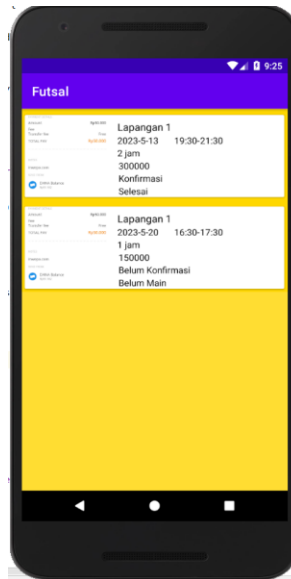 9:25
Futsal
Lapangan 1
2023-5-13 19:30-21:30
2 jam
300000
Konfirmasi
Selesai
Lapangan 1
2023-5-20 16:30-17:30
1 jam
150000
Belum Konfirmasi
Belum Main